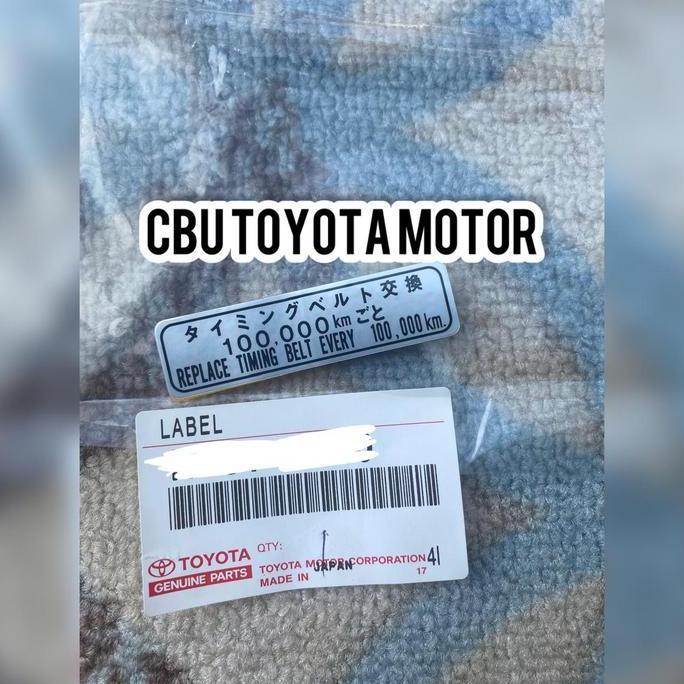 CBU TOYOTA MOTOR
タイミングベルト交換
100,000kmごと
REPLACE TIMING BELT EVERY 100,000km.
LABEL
TOYOTA
GENUINE PARTS
QTY:
TOYOTA MOTOR CORPORATION 41
MADE IN JAPAN 17